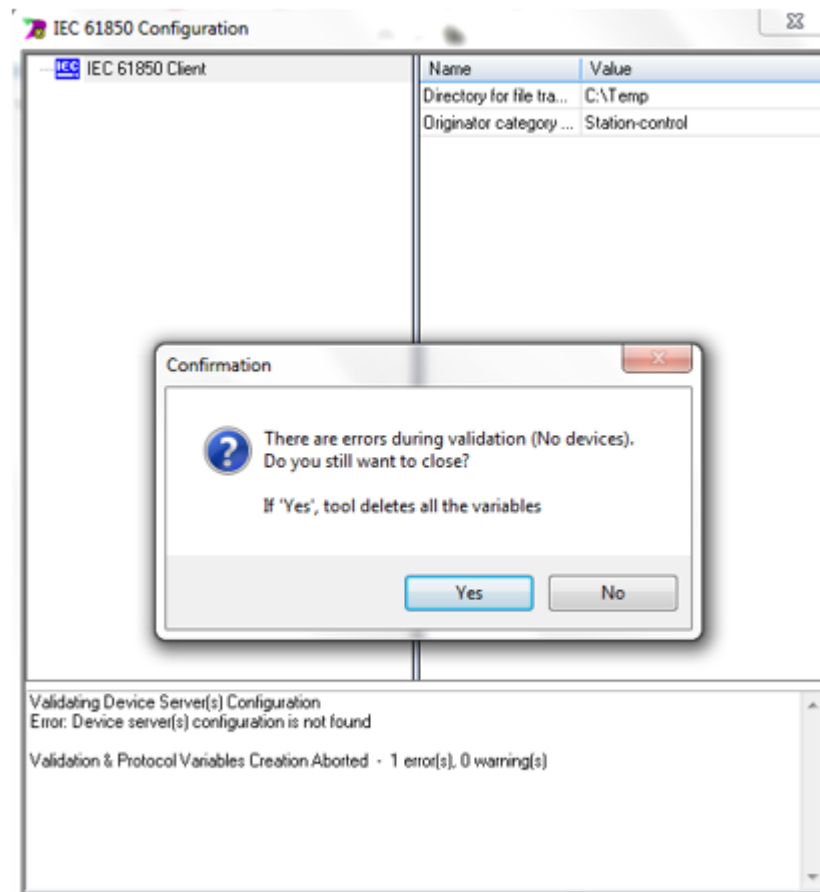 IEC 61850 Configuration
IEC IEC 61850 Client
Name Value
Directory for file tra... C:\Temp
Originator category ... Station-control
Confirmation
There are errors during validation (No devices).
Do you still want to close?
If 'Yes', tool deletes all the variables
Yes No
Validating Device Server(s) Configuration
Error: Device server(s) configuration is not found
Validation & Protocol Variables Creation Aborted - 1 error(s), 0 warning(s)